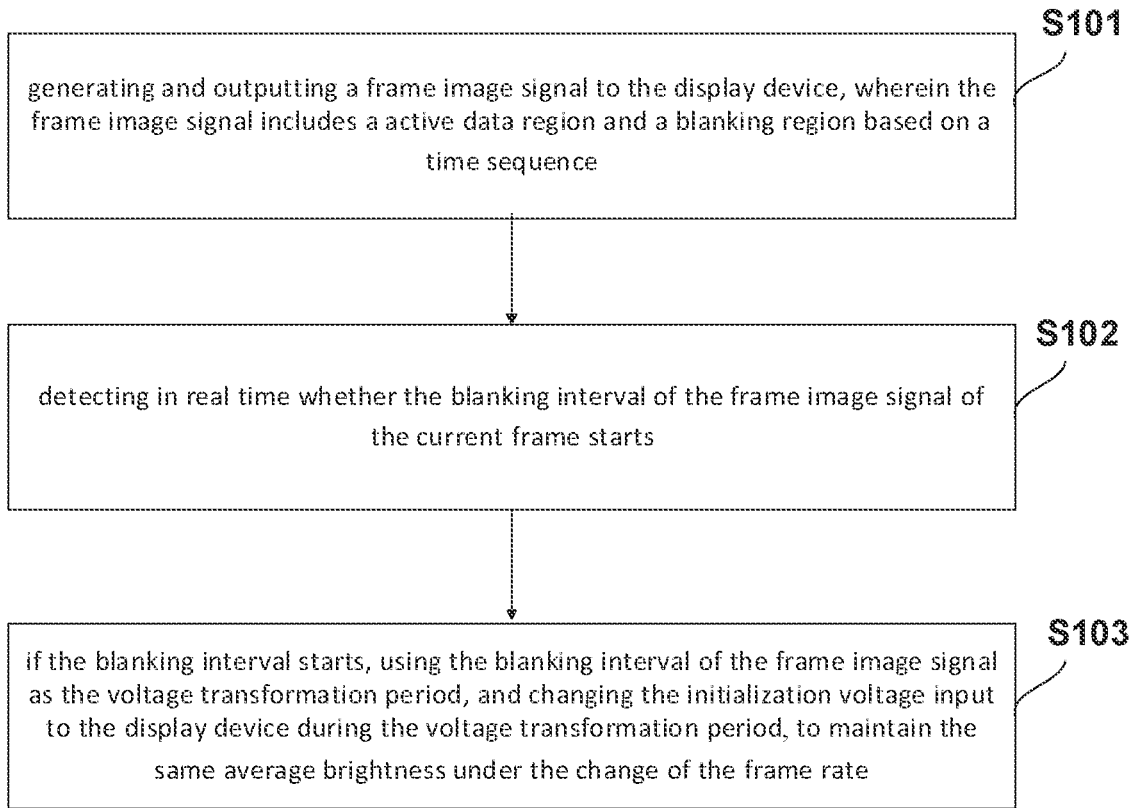 S101
generating and outputting a frame image signal to the display device, wherein the
frame image signal includes a active data region and a blanking region based on a
time sequence
S102
detecting in real time whether the blanking interval of the frame image signal of
the current frame starts
S103
if the blanking interval starts, using the blanking interval of the frame image signal
as the voltage transformation period, and changing the initialization voltage input
to the display device during the voltage transformation period, to maintain the
same average brightness under the change of the frame rate